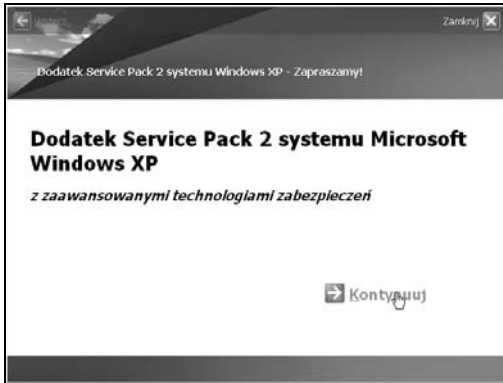 Wstecz
Zamknij
Dodatek Service Pack 2 systemu Windows XP - Zapraszamy!
Dodatek Service Pack 2 systemu Microsoft
Windows XP
z zaawansowanymi technologiami zabezpieczeń
Kontynuuj